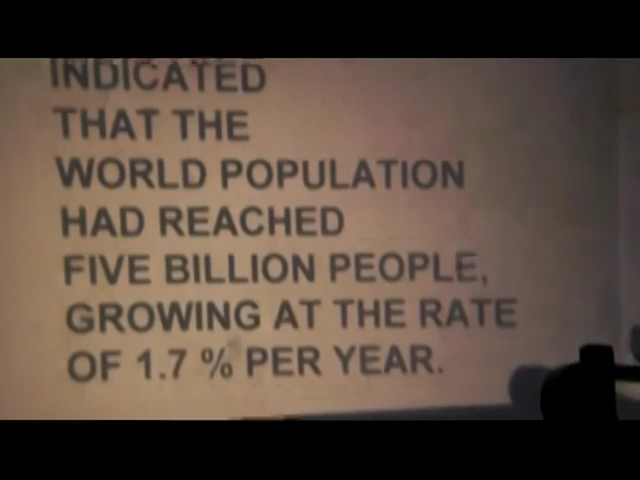 INDICATED
THAT THE
WORLD POPULATION
HAD REACHED
FIVE BILLION PEOPLE,
GROWING AT THE RATE
OF 1.7 % PER YEAR.